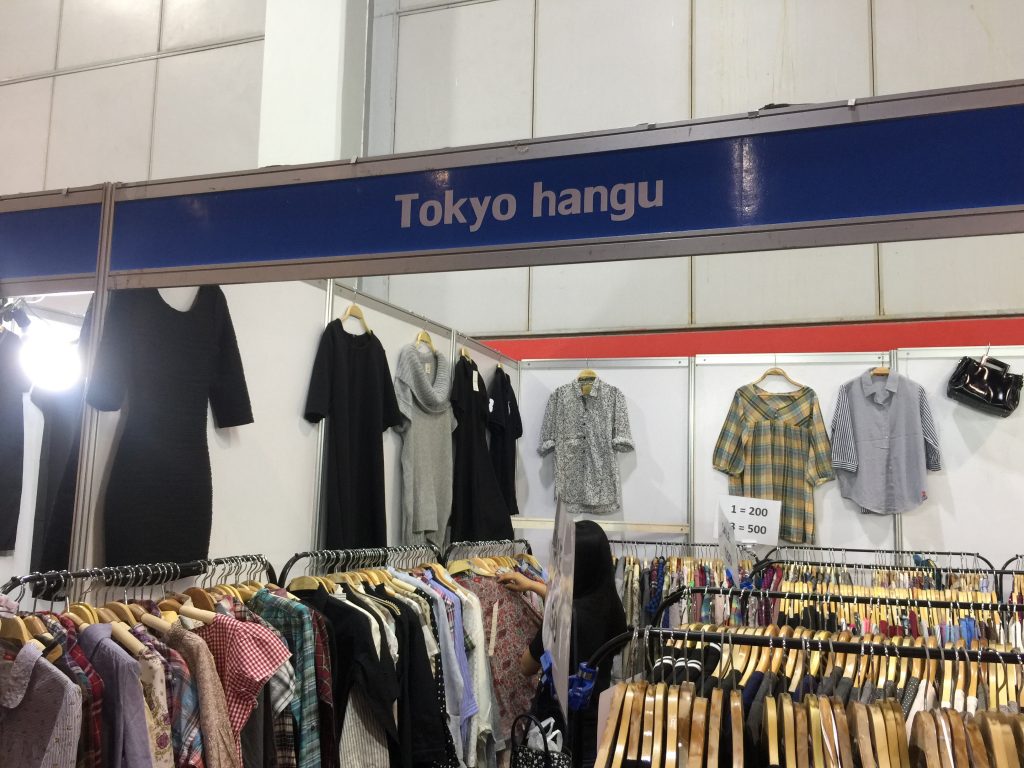 Tokyo hangu
1 = 200
3 = 500